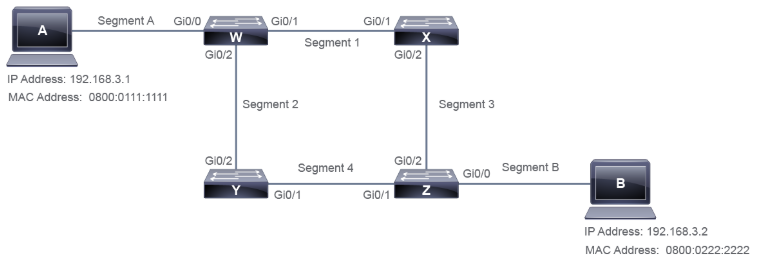 A
Segment A
Gi0/0
W
Gi0/1
Segment 1
Gi0/1
X
Gi0/2
Gi0/2
IP Address: 192.168.3.1
MAC Address: 0800:0111:1111
Segment 2
Segment 3
Gi0/2
Y
Gi0/1
Segment 4
Gi0/2
Gi0/1
Z
Gi0/0
Segment B
B
IP Address: 192.168.3.2
MAC Address: 0800:0222:2222